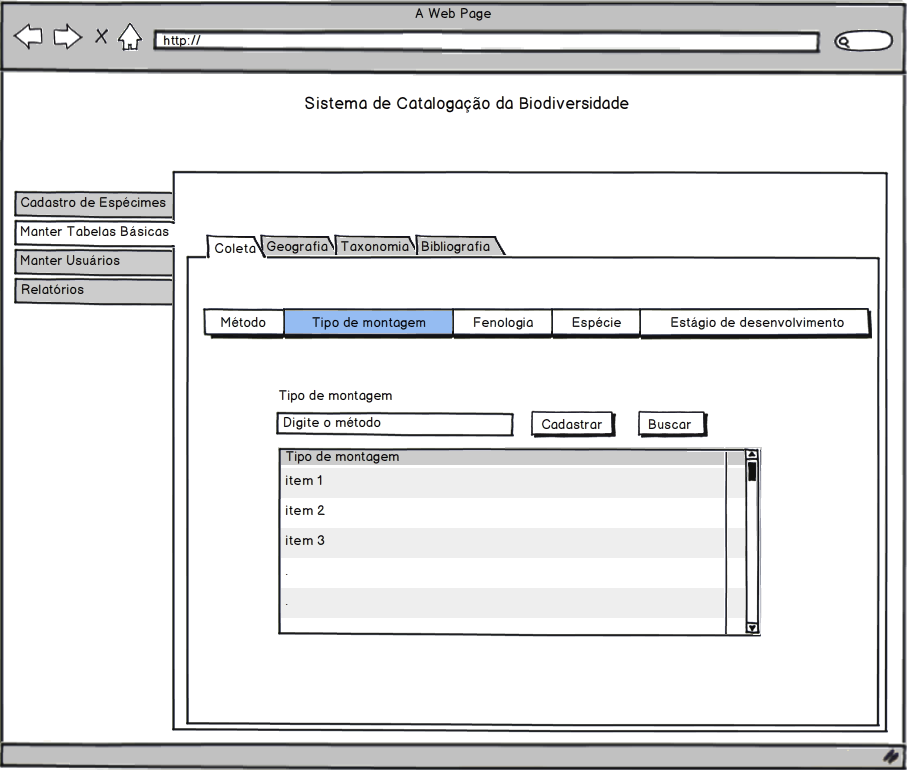 A Web Page
http://
Sistema de Catalogação da Biodiversidade
Cadastro de Espécimes
Manter Tabelas Básicas
Manter Usuários
Relatórios
Coleta Geografia Taxonomia Bibliografia
Método Tipo de montagem Fenologia Espécie Estágio de desenvolvimento
Tipo de montagem
Digite o método Cadastrar Buscar
Tipo de montagem
item 1
item 2
item 3
.
.